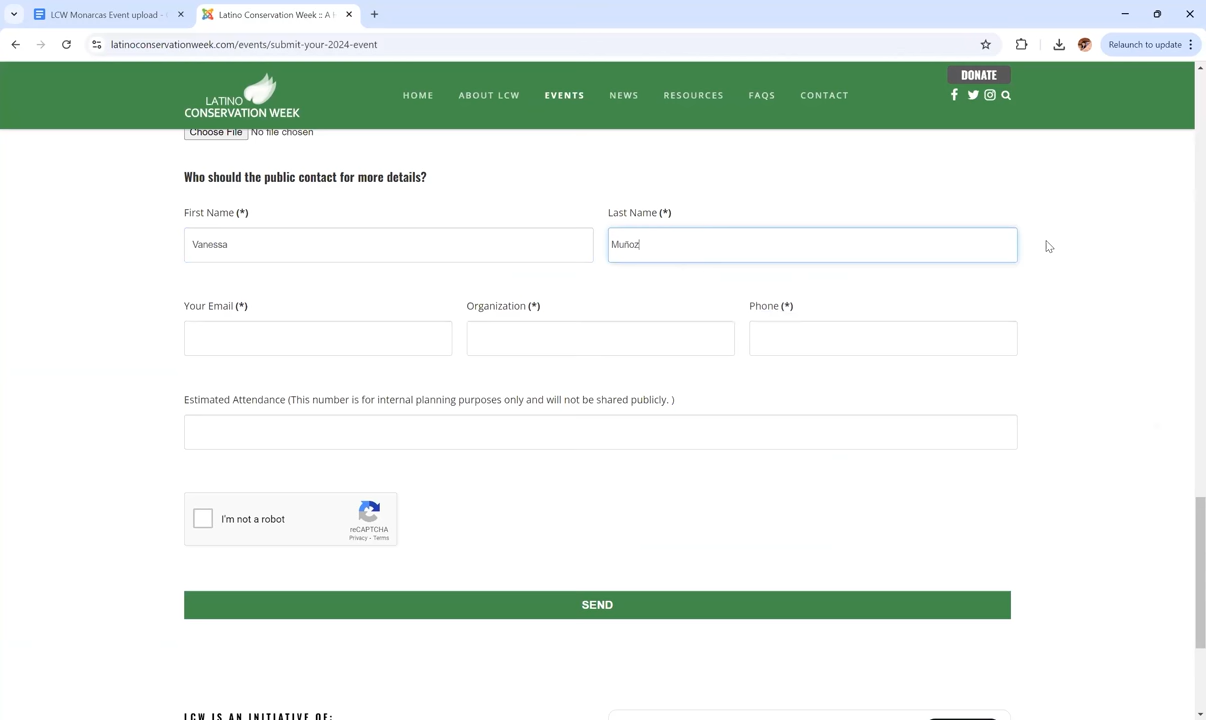 LCW Monarcas Event upload -
Latino Conservation Week :: A
latinoconservationweek.com/events/submit-your-2024-event
Relaunch to update
DONATE
LATINO
CONSERVATION WEEK
HOME
ABOUT LCW
EVENTS
NEWS
RESOURCES
FAQS
CONTACT
Choose File No file chosen
Who should the public contact for more details?
First Name (*)
Last Name (*)
Vanessa
Muñoz
Your Email (*)
Organization (*)
Phone (*)
Estimated Attendance (This number is for internal planning purposes only and will not be shared publicly. )
I'm not a robot
reCAPTCHA
Privacy - Terms
SEND
LCW IS AN INITIATIVE OF: